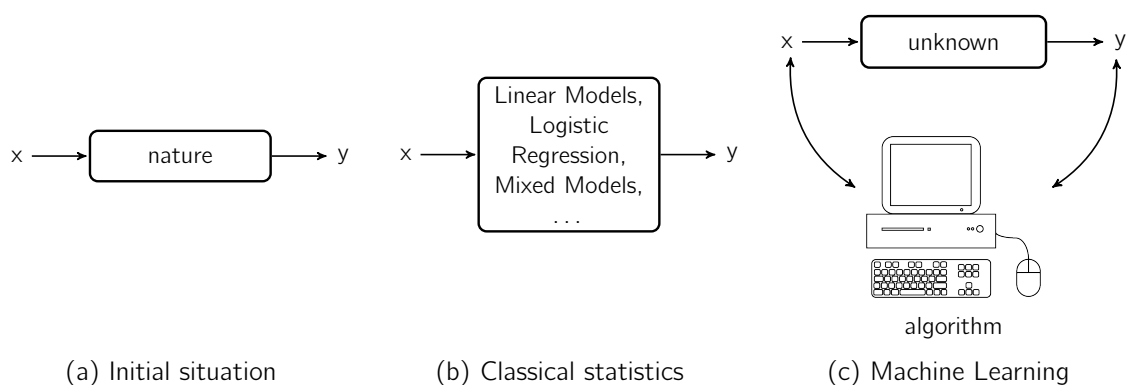 x
nature
y
(a) Initial situation
x
Linear Models,
Logistic
Regression,
Mixed Models,
. . .
y
(b) Classical statistics
x
unknown
y
algorithm
(c) Machine Learning